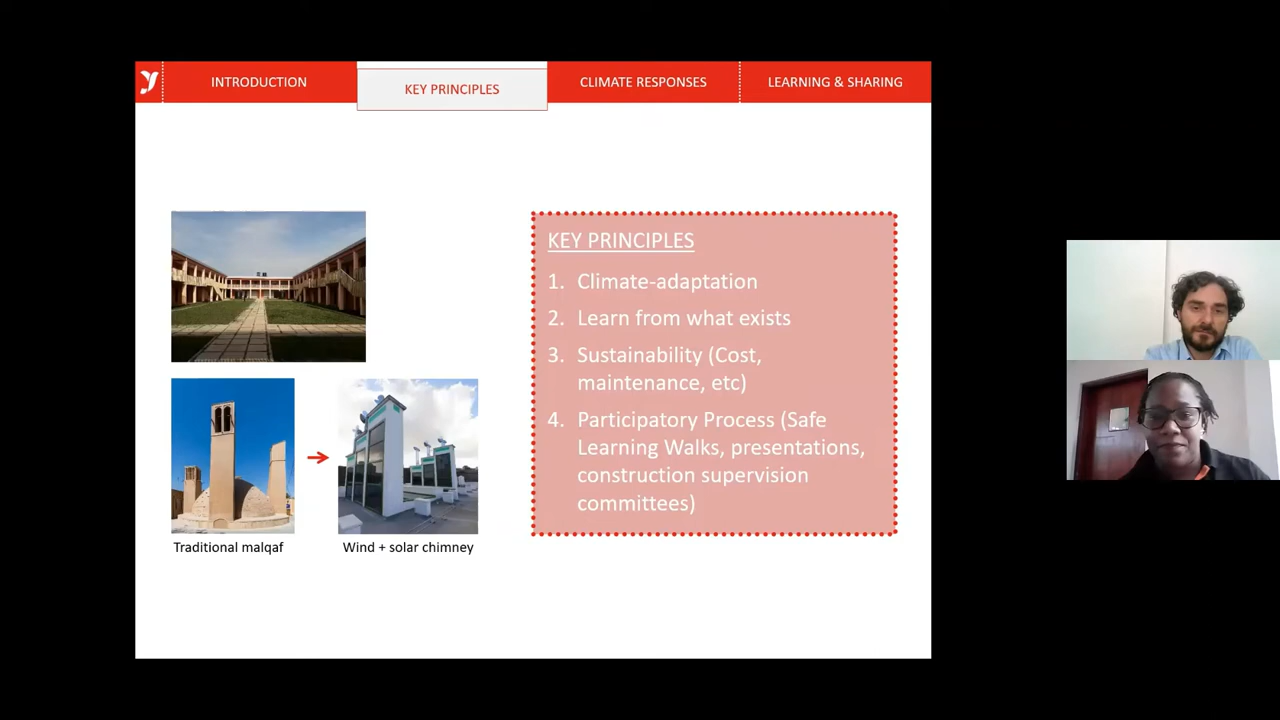 INTRODUCTION
KEY PRINCIPLES
CLIMATE RESPONSES
LEARNING & SHARING
KEY PRINCIPLES
1. Climate-adaptation
2. Learn from what exists
3. Sustainability (Cost,
maintenance, etc)
4. Participatory Process (Safe
Learning Walks, presentations,
construction supervision
committees)
Traditional malqaf
Wind + solar chimney